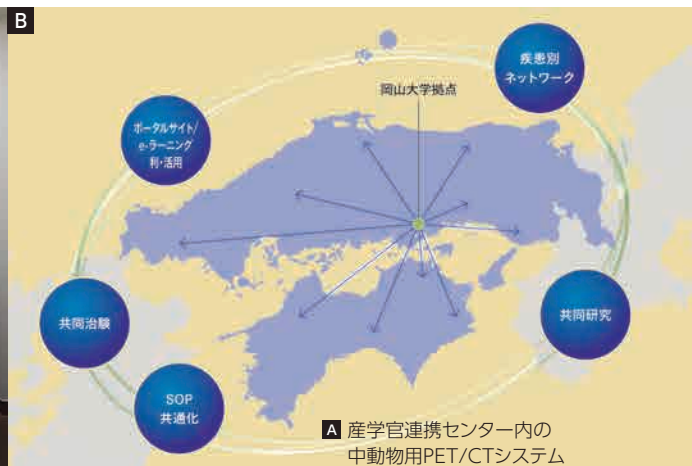 B
疾患別
ネットワーク
岡山大学拠点
ポータルサイト/
e-ラーニング
利・活用
共同治験
共同研究
SOP
共通化
A 産学官連携センター内の
中動物用PET/CTシステム